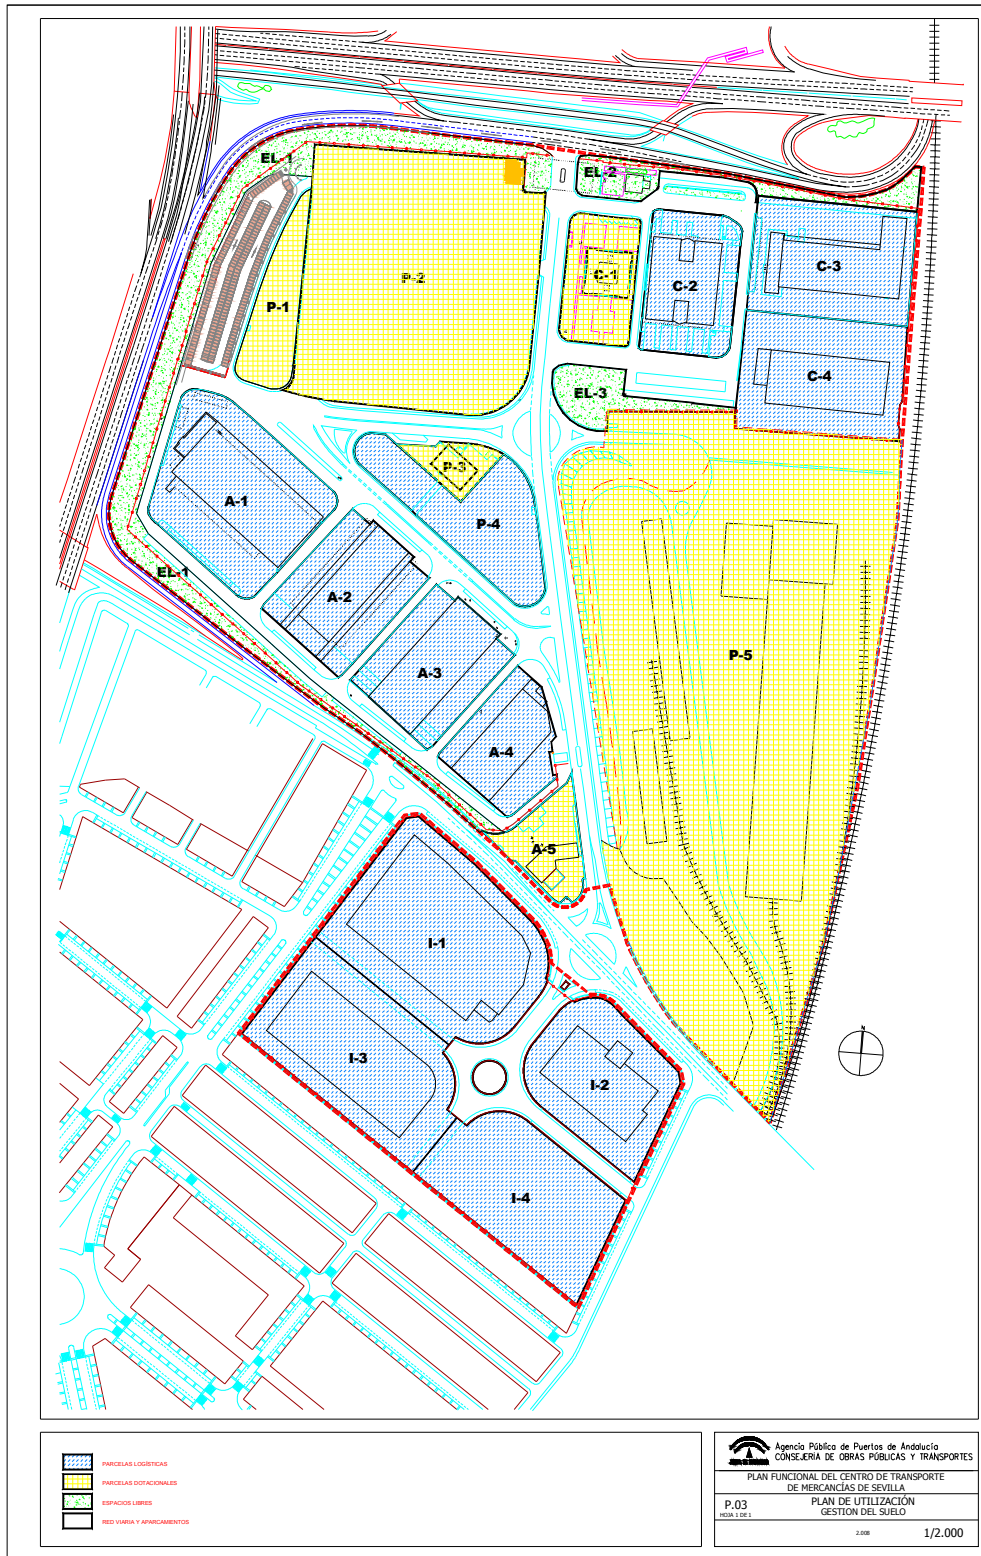 EL-1
EL-2
P-2
C-1
C-2
C-3
P-1
C-4
EL-3
P-3
A-1
P-4
EL-1
A-2
P-5
A-3
A-4
A-5
I-1
N
I-3
I-2
I-4
PARCELAS LOGÍSTICAS
PARCELAS DOTACIONALES
ESPACIOS LIBRES
RED VIARIA Y APARCAMIENTOS
Agencia Pública de Puertos de Andalucía
CONSEJERÍA DE OBRAS PÚBLICAS Y TRANSPORTES
PLAN FUNCIONAL DEL CENTRO DE TRANSPORTE
DE MERCANCÍAS DE SEVILLA
P.03
HOJA 1 DE 1
PLAN DE UTILIZACIÓN
GESTION DEL SUELO
2.008
1/2.000